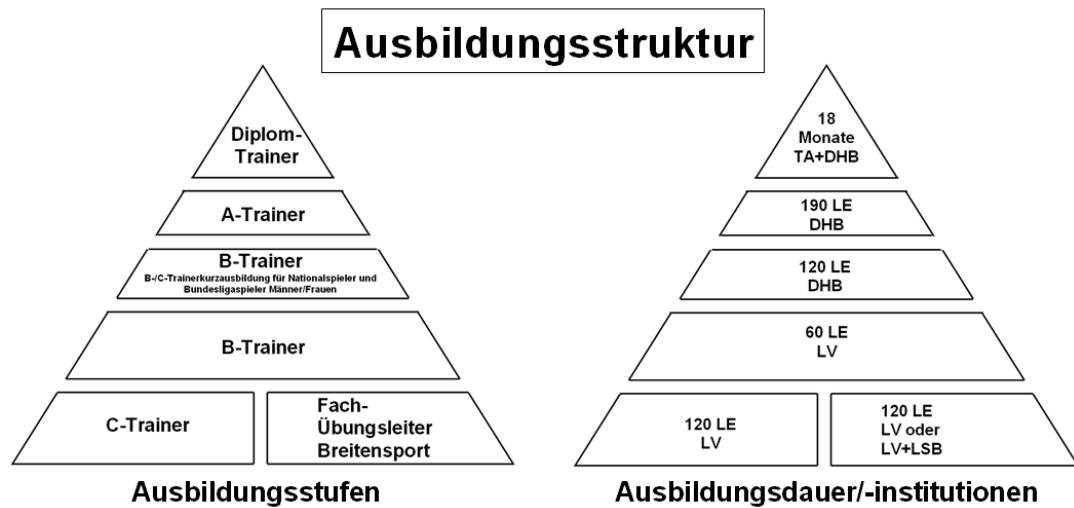 Ausbildungsstruktur
Diplom-
Trainer
A-Trainer
B-Trainer
B-/C-Trainerkurzausbildung für Nationalspieler und
Bundesligaspieler Männer/Frauen
B-Trainer
C-Trainer
Fach-
Übungsleiter
Breitensport
Ausbildungsstufen
18
Monate
TA+DHB
190 LE
DHB
120 LE
DHB
60 LE
LV
120 LE
LV
120 LE
LV oder
LV+LSB
Ausbildungsdauer/-institutionen